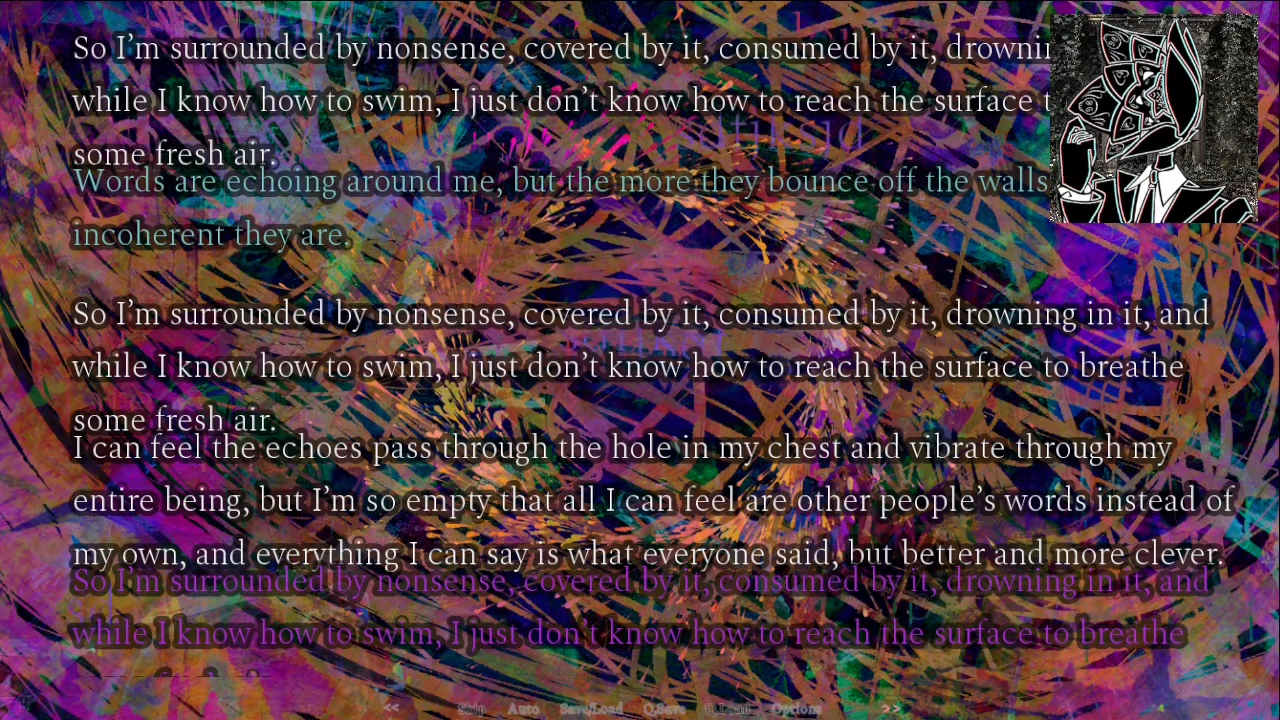 So I'm surrounded by nonsense, covered by it, consumed by it,
while I know how to swim, I just don't know how to reach the surface
some fresh air.
Words are echoing around me, but the more they bounce off the walls
incoherent they are.
So I'm surrounded by nonsense, covered by it, consumed by it, drowning in it, and
while I know how to swim, I just don't know how to reach the surface to breathe
some fresh air.
I can feel the echoes pass through the hole in my chest and vibrate through my
entire being, but I'm so empty that all I can feel are other people's words instead of
my own, and everything I can say is what everyone said, but better and more clever.
So I'm surrounded by nonsense, covered by it, consumed by it, drowning in it, and
while I know how to swim, I just don't know how to reach the surface to breathe
<< Skip Auto Save/Load Q.Save Q.Load Options >>